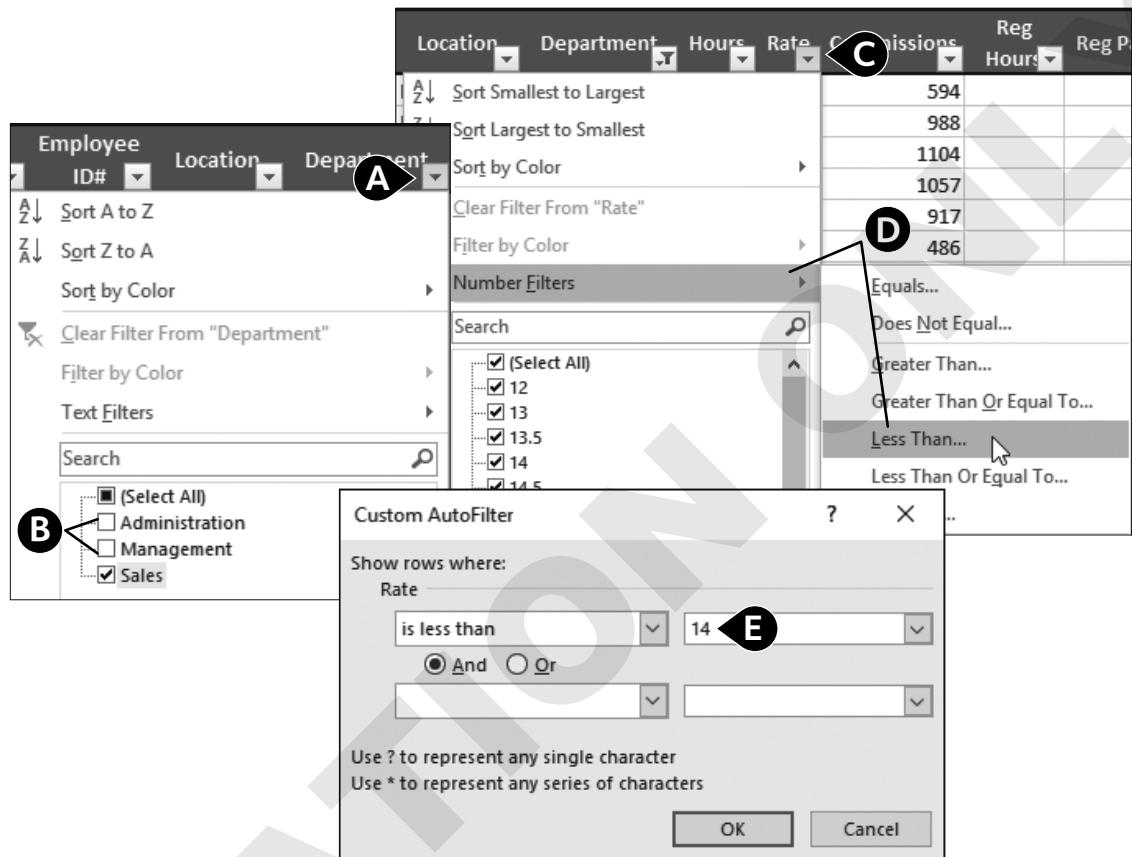 Location Department Hours Rate Commissions Reg Hours Reg P
C
Sort Smallest to Largest
Sort Largest to Smallest
Sort by Color
Clear Filter From "Rate"
Filter by Color
Number Filters
Search
(Select All)
12
13
13.5
14
14.5
594
988
1104
1057
917
486
D
Equals...
Does Not Equal...
Greater Than...
Greater Than Or Equal To...
Less Than...
Less Than Or Equal To...
Employee ID# Location Department
A
Sort A to Z
Sort Z to A
Sort by Color
Clear Filter From "Department"
Filter by Color
Text Filters
Search
(Select All)
B
Administration
Management
Sales
Custom AutoFilter ? ×
Show rows where:
Rate
is less than 14
E
And Or
Use ? to represent any single character
Use * to represent any series of characters
OK Cancel
ATION ONL